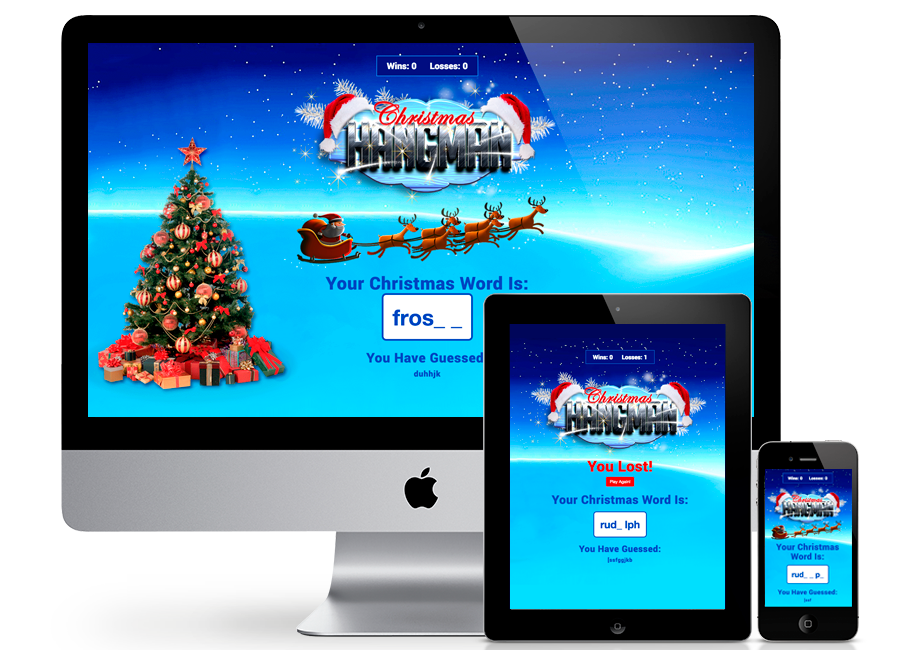 Wins: 0 Losses: 0
Christmas
HANGMAN
Your Christmas Word Is:
fros_ _
You Have Guessed
duhhjk
Wins: 0 Losses: 1
Christmas
HANGMAN
You Lost!
Play Again!
Your Christmas Word Is:
rud_ lph
You Have Guessed:
Wins: 0 Losses: 0
Christmas
HANGMAN
Your Christmas
Word Is:
rud_ _ p_
You Have Guessed: